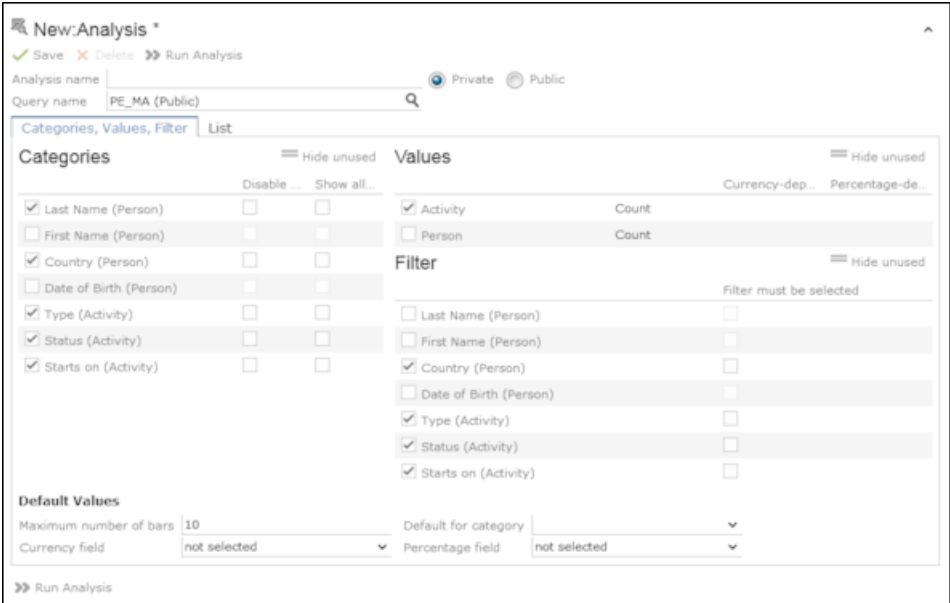 New:Analysis *
Save Delete Run Analysis
Analysis name Private Public
Query name PE_MA (Public)
Categories, Values, Filter List
Categories Hide unused
Disable ... Show all...
Last Name (Person)
First Name (Person)
Country (Person)
Date of Birth (Person)
Type (Activity)
Status (Activity)
Starts on (Activity)
Values Hide unused
Currency-dep... Percentage-de...
Activity Count
Person Count
Filter Hide unused
Filter must be selected
Last Name (Person)
First Name (Person)
Country (Person)
Date of Birth (Person)
Type (Activity)
Status (Activity)
Starts on (Activity)
Default Values
Maximum number of bars 10 Default for category
Currency field not selected Percentage field not selected
Run Analysis